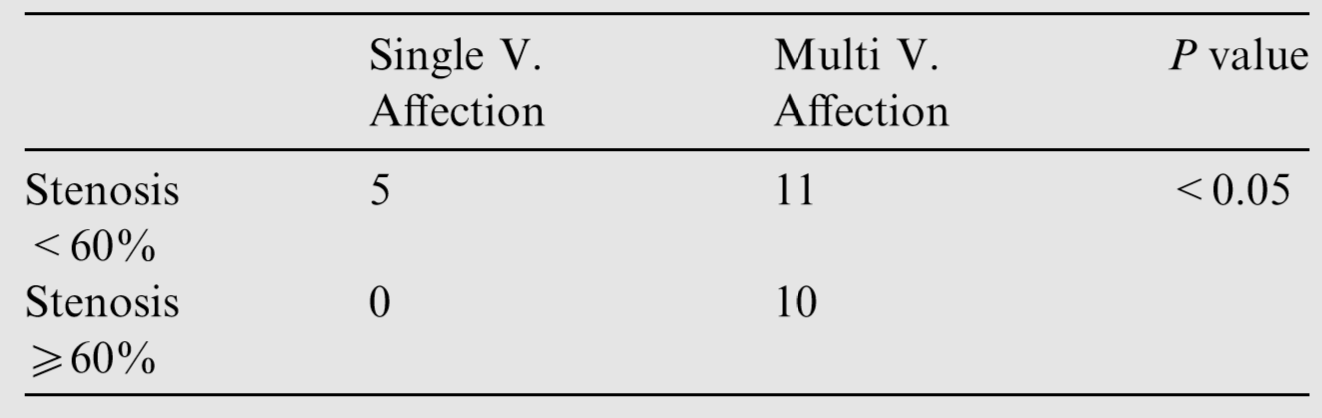 Single V. Multi V. P value
Affection Affection
Stenosis 5 11 <0.05
<60%
Stenosis 0 10
⩾60%